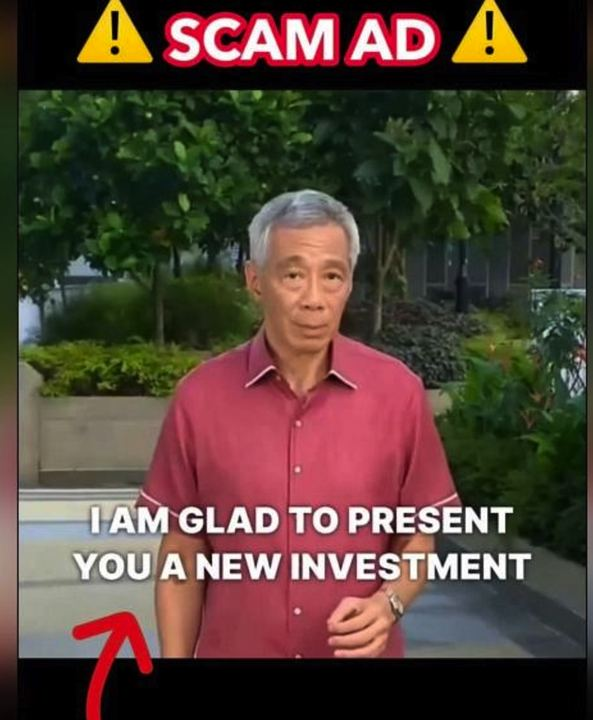 SCAM AD
I AM GLAD TO PRESENT
YOU A NEW INVESTMENT